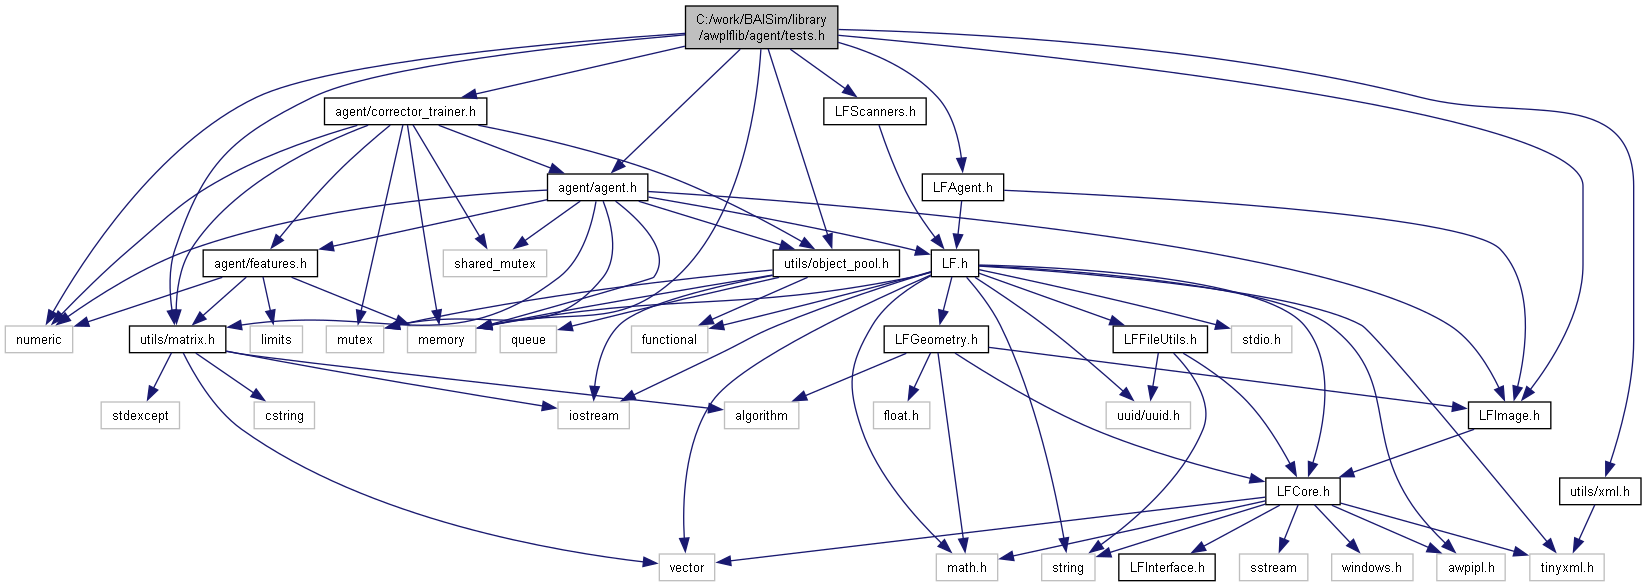 C:/work/BAISim/library
/awplflib/agent/tests.h
agent/corrector_trainer.h
LFScanners.h
agent/agent.h
LFAgent.h
agent/features.h
shared_mutex
utils/object_pool.h
LF.h
numeric
utils/matrix.h
limits
mutex
memory
queue
functional
LFGeometry.h
LFFileUtils.h
stdio.h
stdexcept
cstring
iostream
algorithm
float.h
uuid/uuid.h
LFImage.h
LFCore.h
utils/xml.h
vector
math.h
string
LFInterface.h
sstream
windows.h
awpipl.h
tinyxml.h